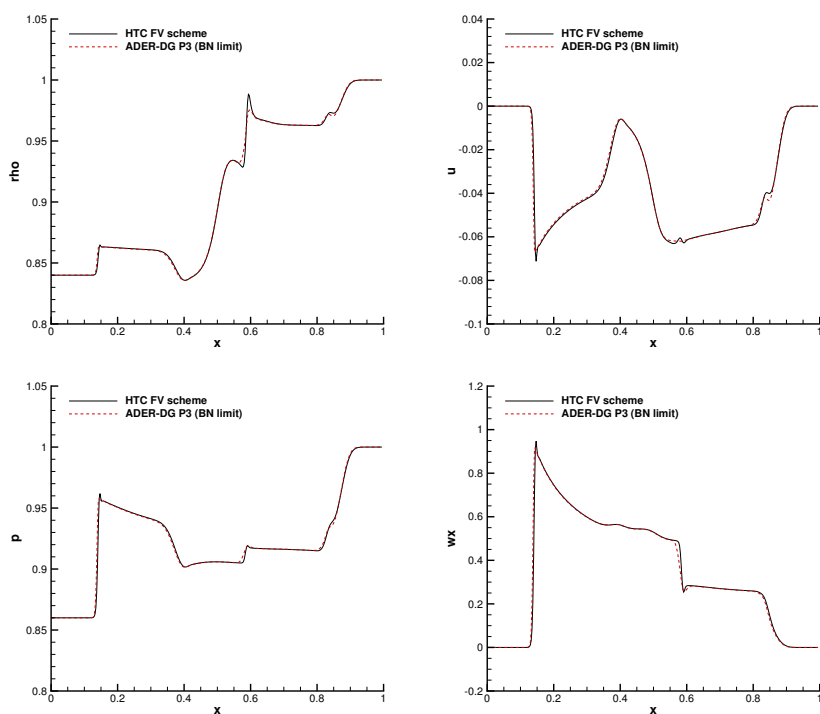 1.05
1
0.95
0.9
0.85
0.8
rho
HTC FV scheme
ADER-DG P3 (BN limit)
0 0.2 0.4 0.6 0.8 1
x
0
-0.02
-0.04
-0.06
-0.08
-0.1
u
HTC FV scheme
ADER-DG P3 (BN limit)
0 0.2 0.4 0.6 0.8 1
x
1.05
1
0.95
0.9
0.85
0.8
p
HTC FV scheme
ADER-DG P3 (BN limit)
0 0.2 0.4 0.6 0.8 1
x
1.2
1
0.8
0.6
0.4
0.2
0
-0.2
wx
HTC FV scheme
ADER-DG P3 (BN limit)
0 0.2 0.4 0.6 0.8 1
x